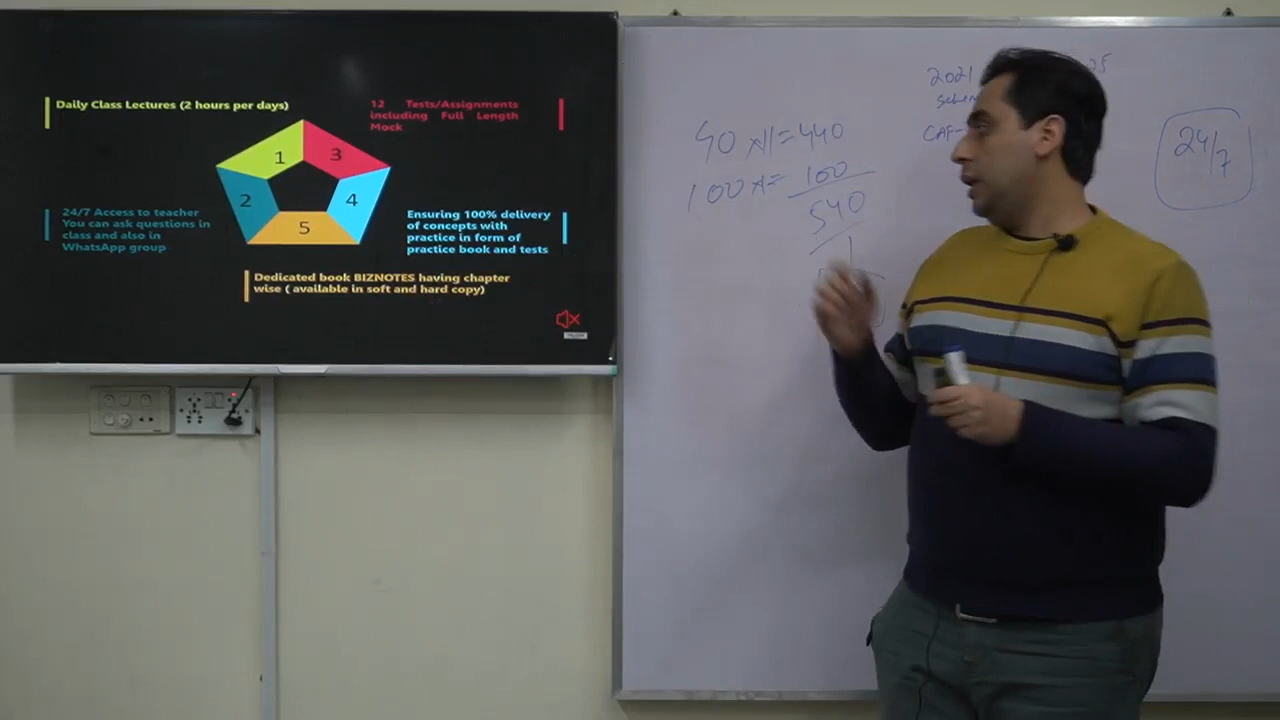 Daily Class Lectures (2 hours per days)
12 Tests/Assignments
including Full Length
Mock
1
3
2
4
5
24/7 Access to teacher
You can ask questions in
class and also in
WhatsApp group
Ensuring 100% delivery
of concepts with
practice in form of
practice book and tests
Dedicated book BIZNOTES having chapter
wise ( available in soft and hard copy)
40 x 11 = 440
100 x 1 = 100
540
2021
CAF-
24/7